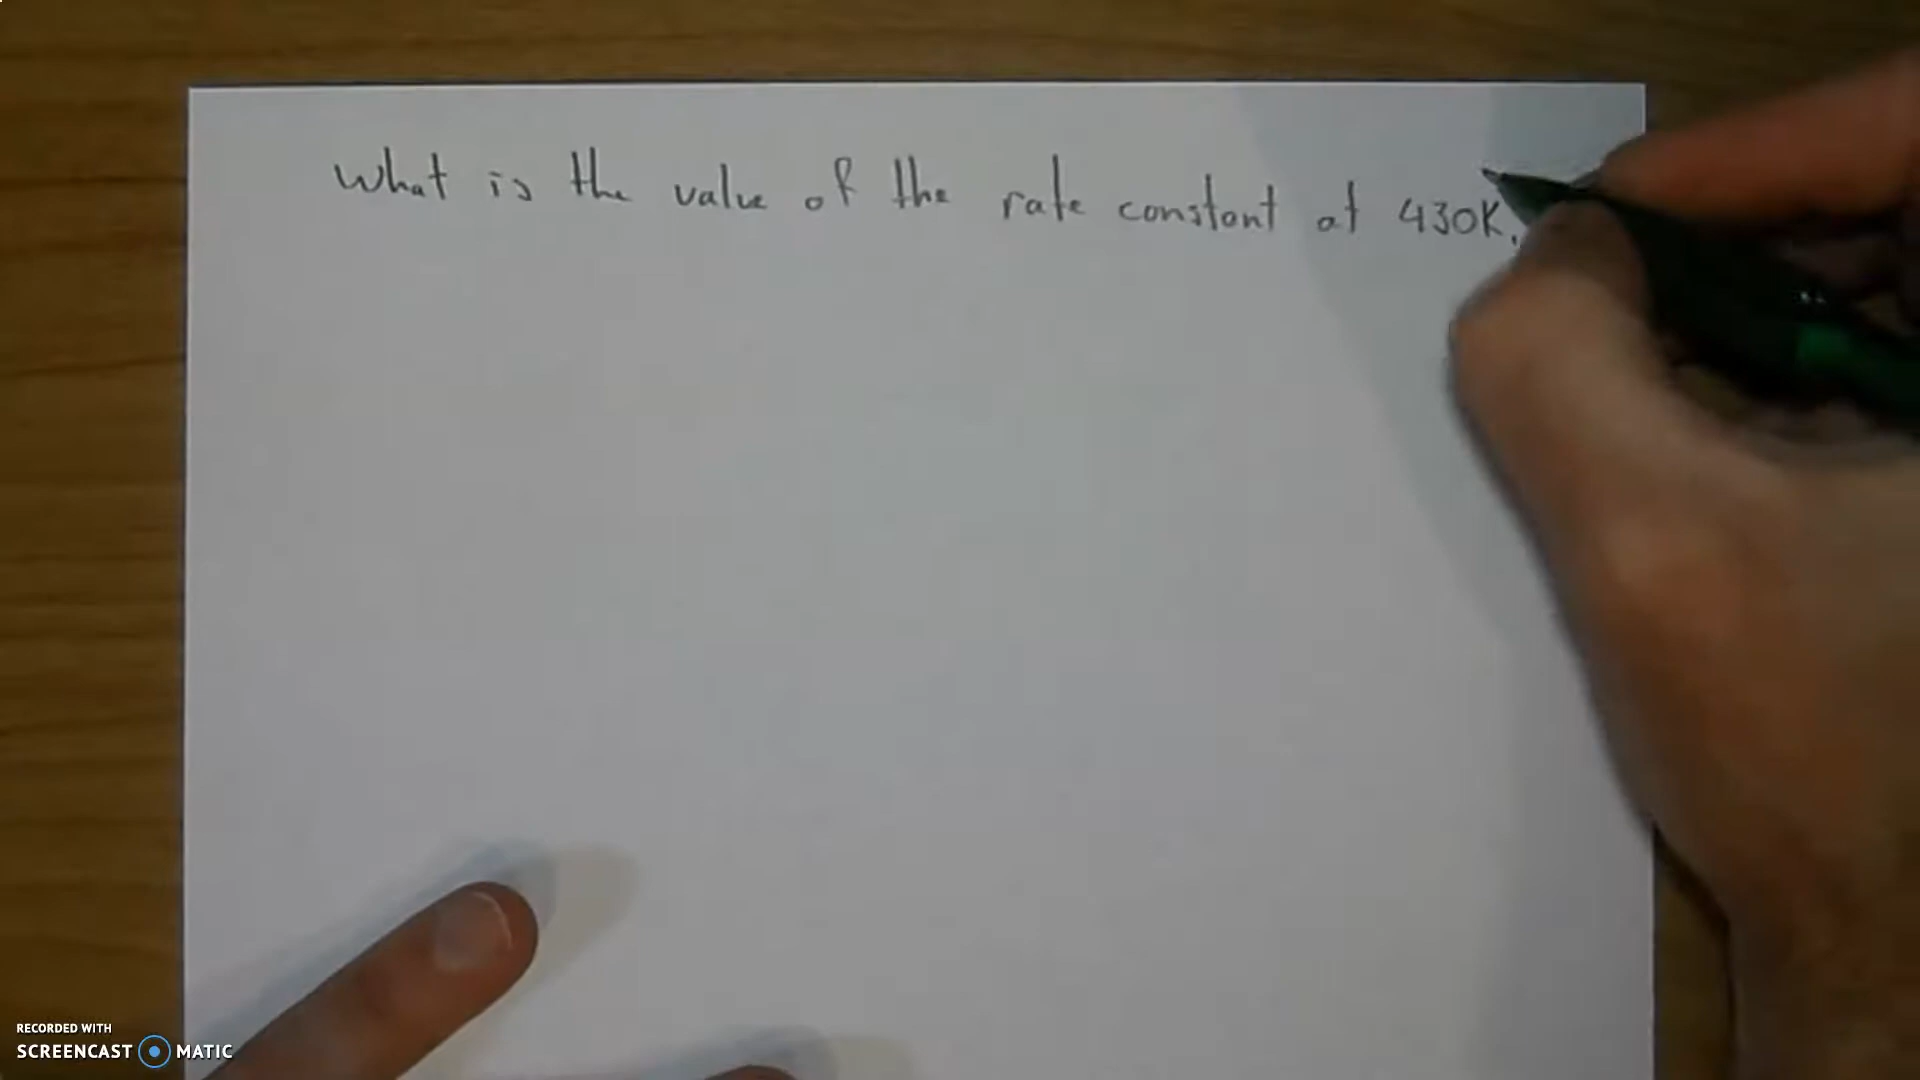 What is the value of the rate constant at 430K,
RECORDED WITH
SCREENCAST MATIC